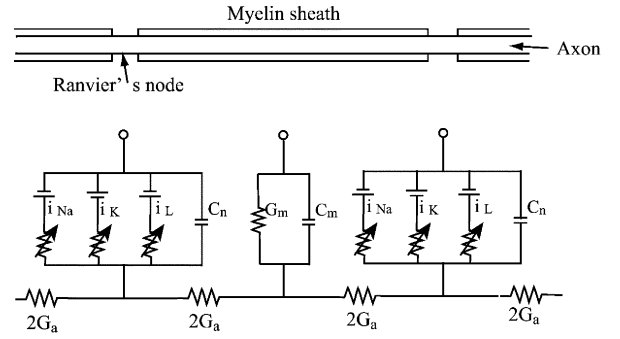 Myelin sheath
Axon
Ranvier' s node
i Na i K i L Cn Gm Cm i Na i K i L Cn
2Ga 2Ga 2Ga 2Ga